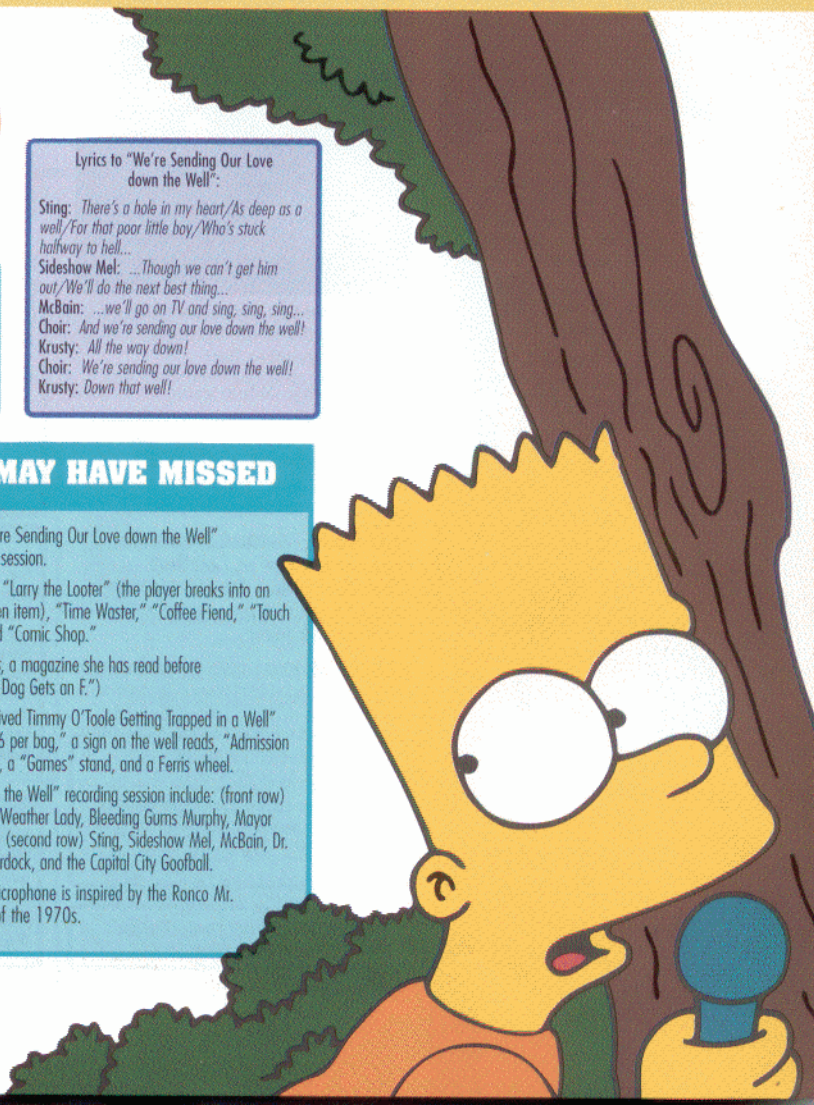 Lyrics to "We're Sending Our Love
down the Well":
Sting: There's a hole in my heart/As deep as a
well/For that poor little boy/Who's stuck
halfway to hell...
Sideshow Mel: ...Though we can't get him
out/We'll do the next best thing...
McBain: ...we'll go on TV and sing, sing, sing...
Choir: And we're sending our love down the well!
Krusty: All the way down!
Choir: We're sending our love down the well!
Krusty: Down that well!
MAY HAVE MISSED
re Sending Our Love down the Well"
session.
"Larry the Looter" (the player breaks into an
n item), "Time Waster," "Coffee Fiend," "Touch
d "Comic Shop."
s, a magazine she has read before
Dog Gets an F.")
ived Timmy O'Toole Getting Trapped in a Well"
6 per bag," a sign on the well reads, "Admission
, a "Games" stand, and a Ferris wheel.
the Well" recording session include: (front row)
Weather Lady, Bleeding Gums Murphy, Mayor
(second row) Sting, Sideshow Mel, McBain, Dr.
rdock, and the Capital City Goofball.
icrophone is inspired by the Ronco Mr.
f the 1970s.